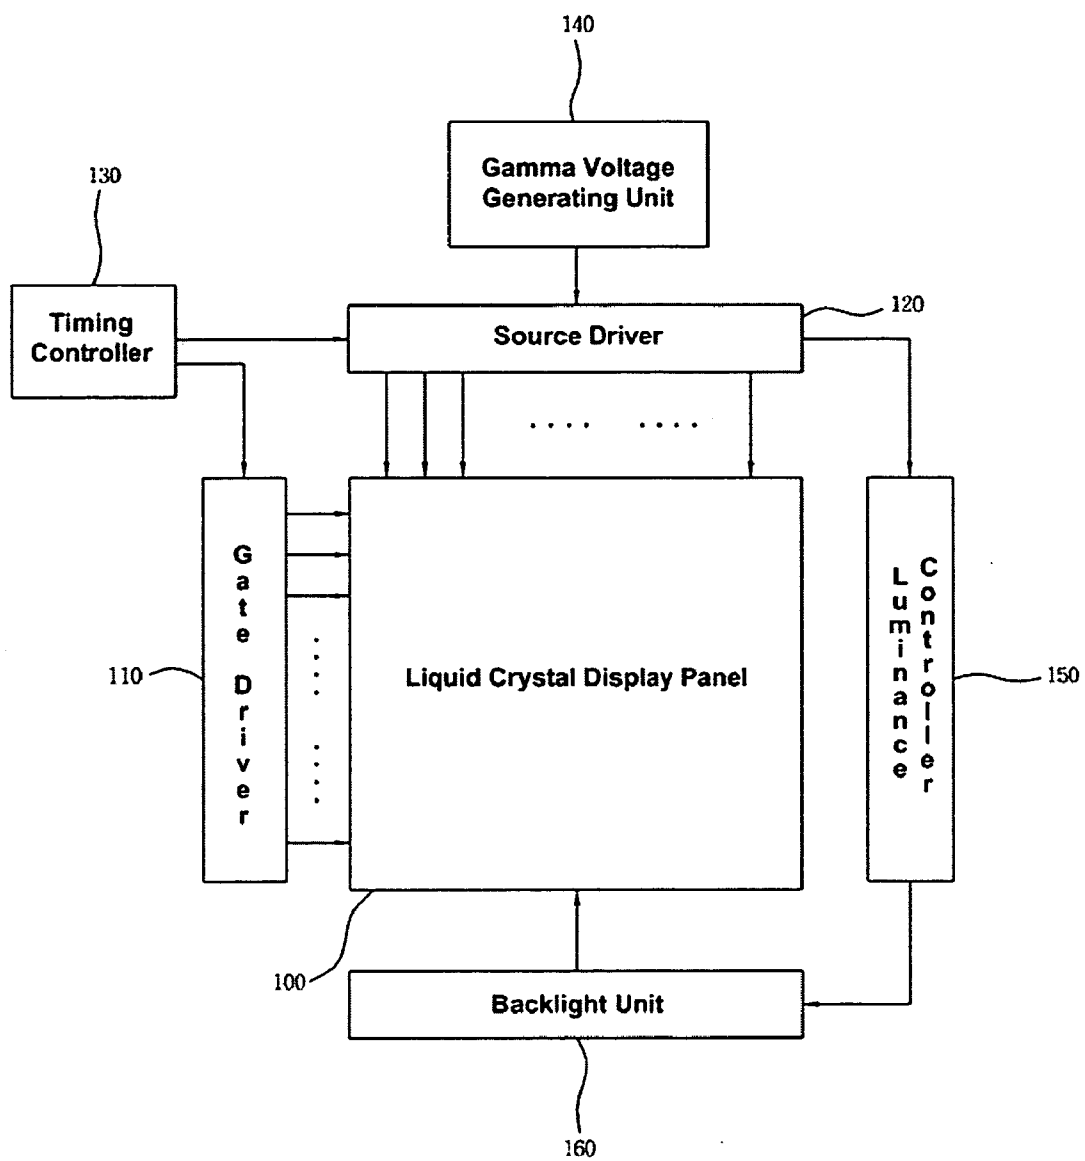 140
Gamma Voltage
Generating Unit
130
Timing
Controller
120
Source Driver
. . . . . . . .
Gate Driver
110
Liquid Crystal Display Panel
Luminance
Controller
150
100
Backlight Unit
160